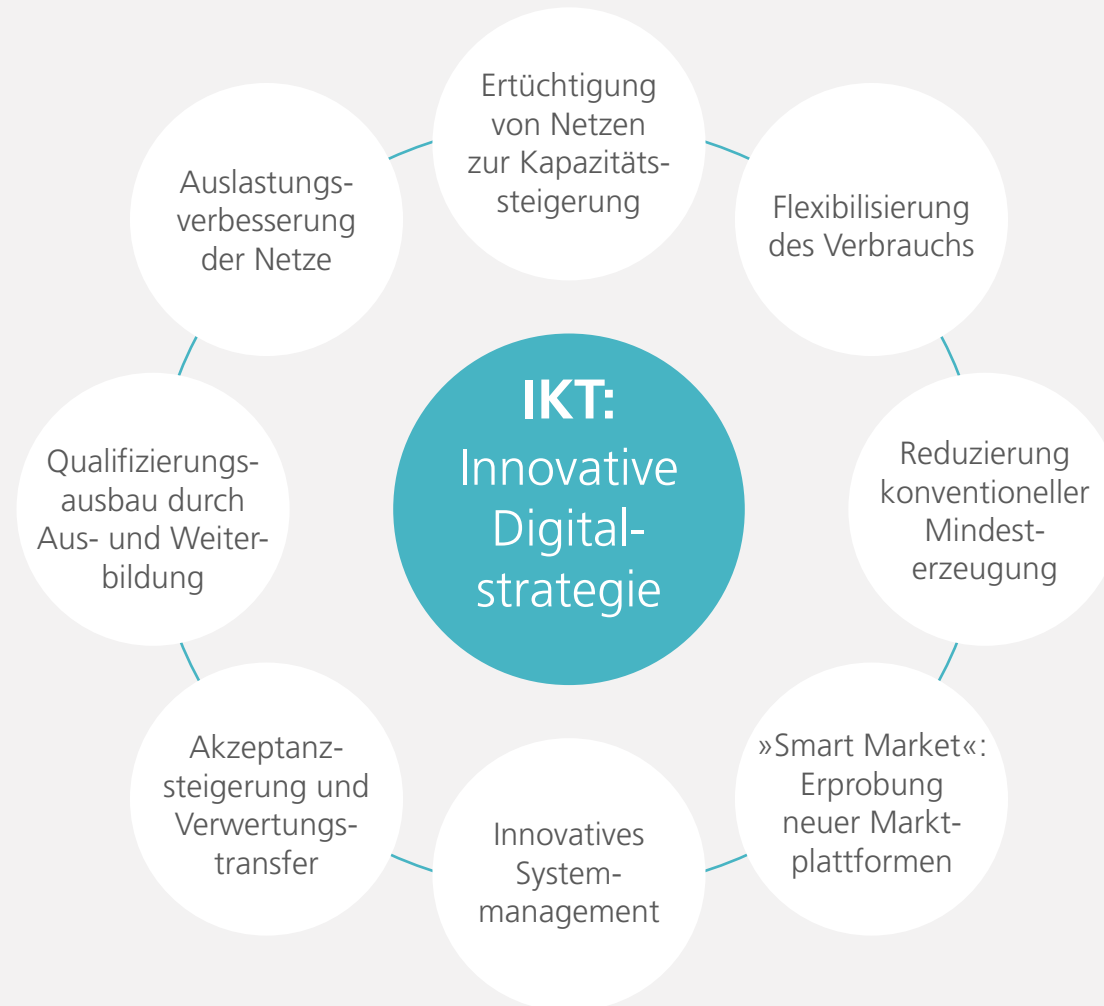 Ertüchtigung
von Netzen
zur Kapazitäts-
steigerung
Flexibilisierung
des Verbrauchs
Reduzierung
konventioneller
Mindest-
erzeugung
»Smart Market«:
Erprobung
neuer Markt-
plattformen
Innovatives
System-
management
Akzeptanz-
steigerung und
Verwertungs-
transfer
Qualifizierungs-
ausbau durch
Aus- und Weiter-
bildung
Auslastungs-
verbesserung
der Netze
IKT:
Innovative
Digital-
strategie